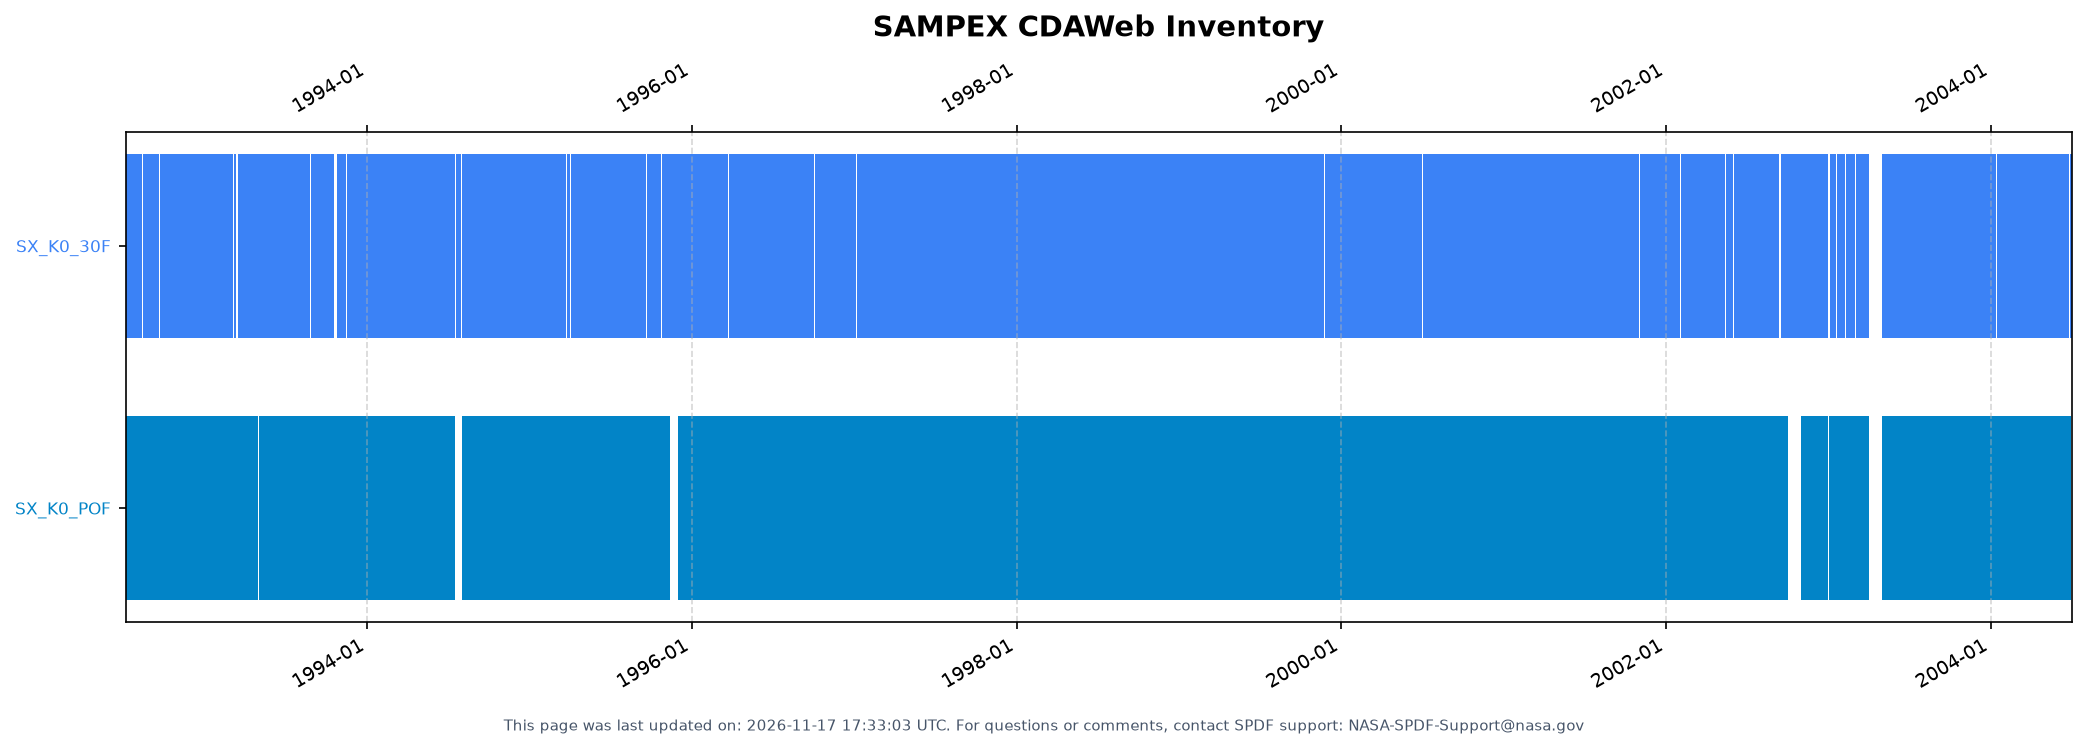 SAMPEX CDAWeb Inventory
1994-01 1996-01 1998-01 2000-01 2002-01 2004-01
SX_K0_30F
SX_K0_POF
1994-01 1996-01 1998-01 2000-01 2002-01 2004-01
This page was last updated on: 2026-11-17 17:33:03 UTC. For questions or comments, contact SPDF support: NASA-SPDF-Support@nasa.gov